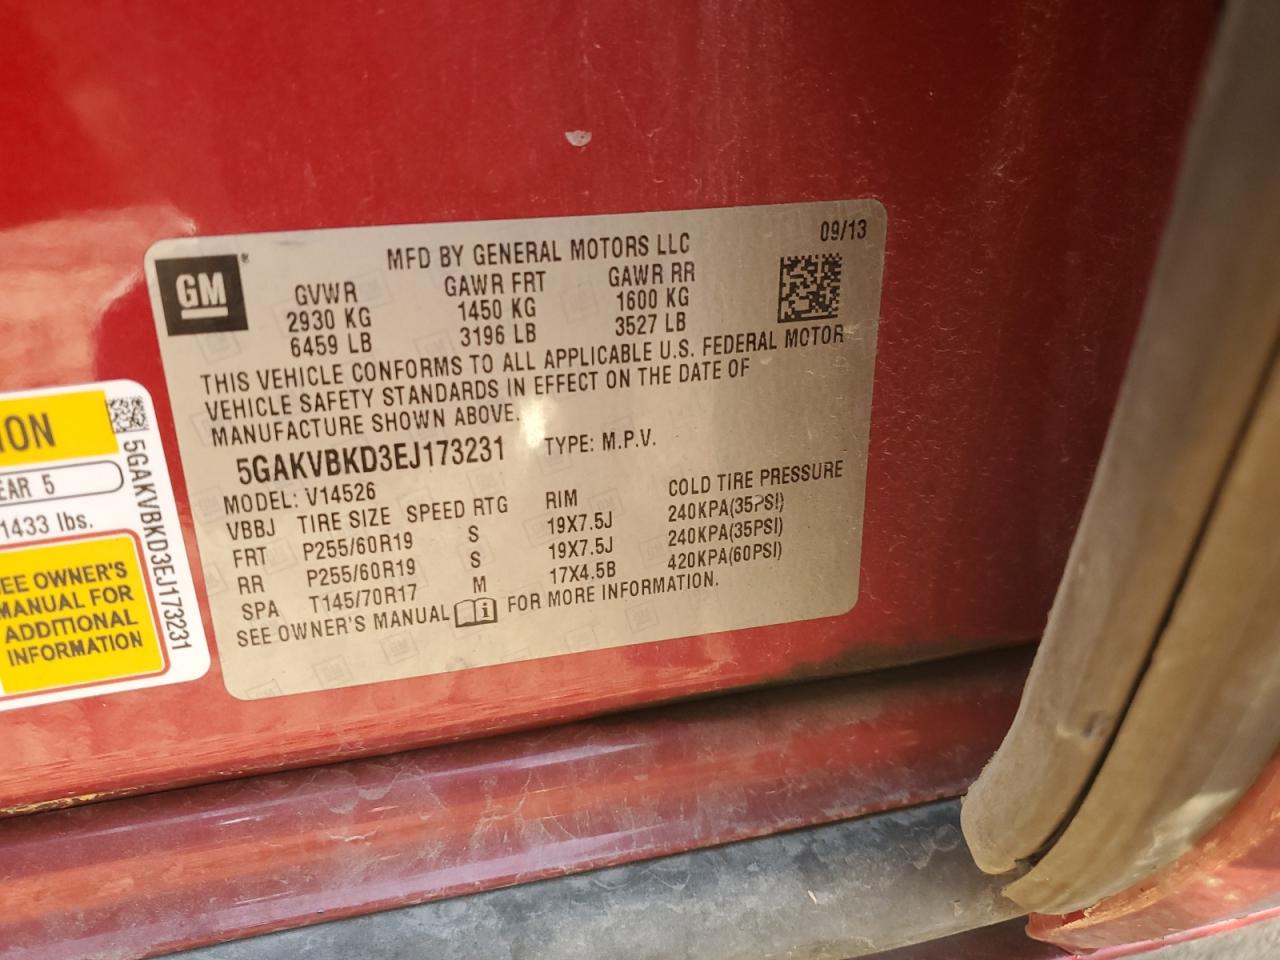 MFD BY GENERAL MOTORS LLC 09/13
GM®
GVWR GAWR FRT GAWR RR
2930 KG 1450 KG 1600 KG
6459 LB 3196 LB 3527 LB
THIS VEHICLE CONFORMS TO ALL APPLICABLE U.S. FEDERAL MOTOR
VEHICLE SAFETY STANDARDS IN EFFECT ON THE DATE OF
MANUFACTURE SHOWN ABOVE.
5GAKVBKD3EJ173231 TYPE: M.P.V.
MODEL: V14526
VBBJ TIRE SIZE SPEED RTG RIM COLD TIRE PRESSURE
FRT P255/60R19 S 19X7.5J 240KPA(35PSI)
RR P255/60R19 S 19X7.5J 240KPA(35PSI)
SPA T145/70R17 M 17X4.5B 420KPA(60PSI)
SEE OWNER'S MANUAL FOR MORE INFORMATION.
ION
EAR 5
1433 lbs.
SEE OWNER'S
MANUAL FOR
ADDITIONAL
INFORMATION
5GAKVBKD3EJ173231